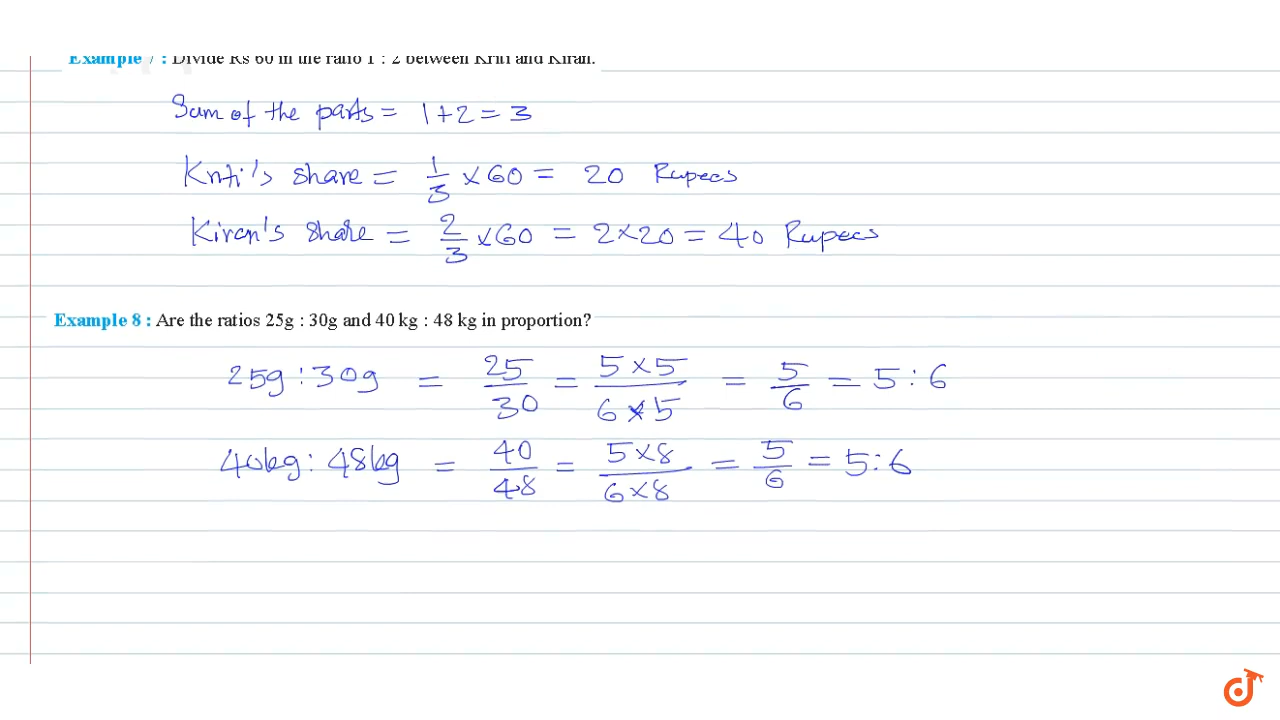 Example 7 : Divide Rs 60 in the ratio 1 : 2 between Kriti and Kiran.
Sum of the parts = 1+2 = 3
Kriti's share = 1/3 × 60 = 20 Rupees
Kiran's share = 2/3 × 60 = 2×20 = 40 Rupees
Example 8 : Are the ratios 25g : 30g and 40 kg : 48 kg in proportion?
25g : 30g = 25/30 = 5×5/6×5 = 5/6 = 5:6
40kg : 48kg = 40/48 = 5×8/6×8 = 5/6 = 5:6